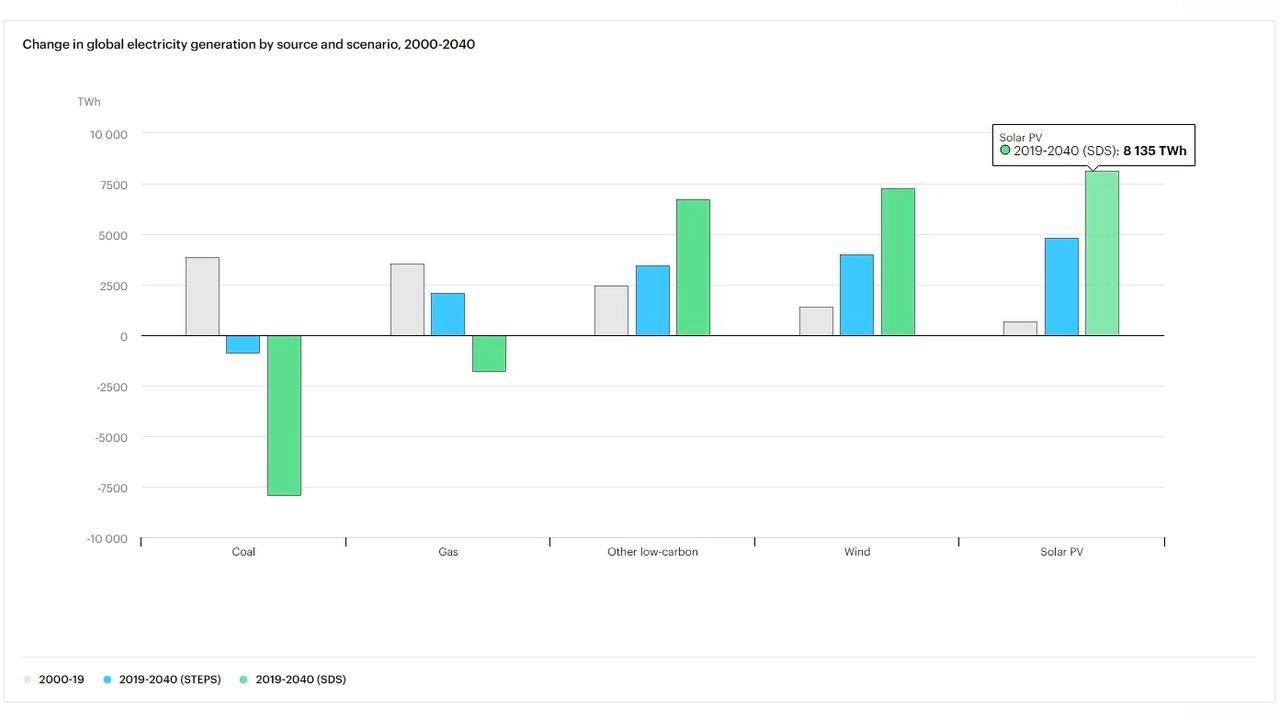 Change in global electricity generation by source and scenario, 2000-2040
TWh
Solar PV
2019-2040 (SDS): 8 135 TWh
10 000
7500
5000
2500
0
-2500
-5000
-7500
-10 000
Coal
Gas
Other low-carbon
Wind
Solar PV
2000-19
2019-2040 (STEPS)
2019-2040 (SDS)